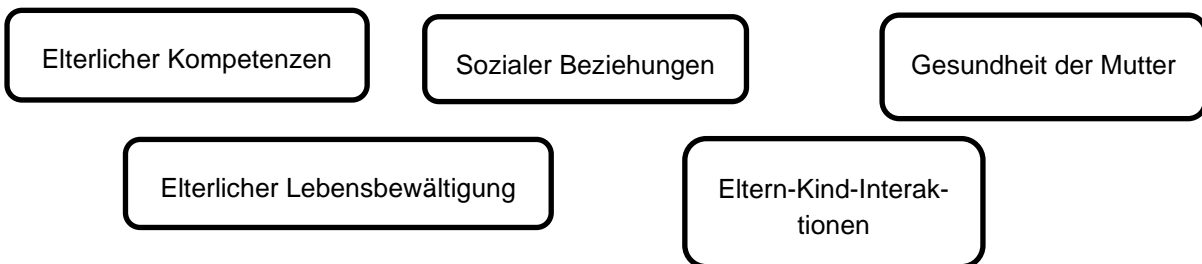 Elterlicher Kompetenzen
Sozialer Beziehungen
Gesundheit der Mutter
Elterlicher Lebensbewältigung
Eltern-Kind-Interak-
tionen